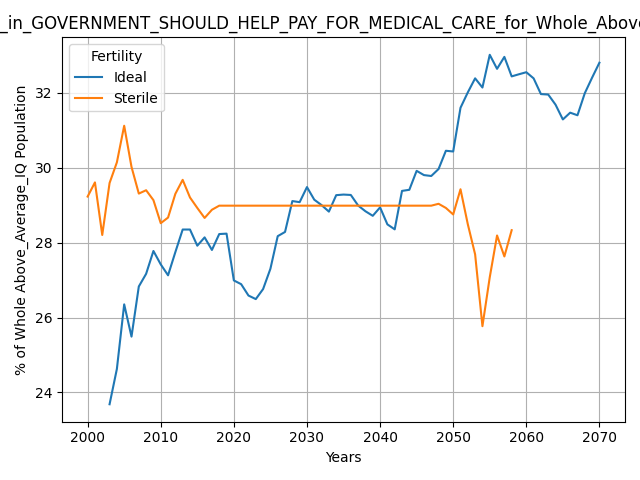 _in_GOVERNMENT_SHOULD_HELP_PAY_FOR_MEDICAL_CARE_for_Whole_Above
Fertility
Ideal
Sterile
% of Whole Above_Average_IQ Population
32
30
28
26
24
2000 2010 2020 2030 2040 2050 2060 2070
Years